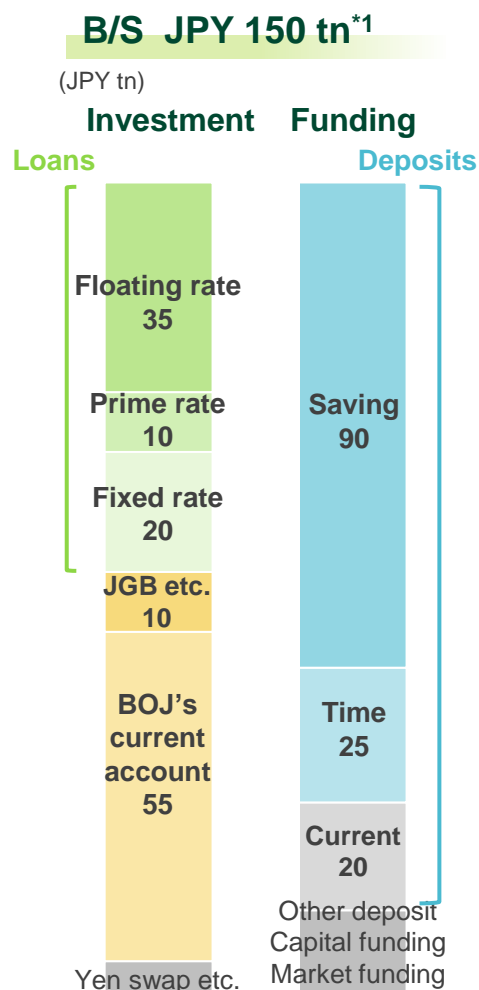 B/S JPY 150 tn*1
(JPY tn)
Investment Funding
Loans Deposits
Floating rate
35
Prime rate
10
Fixed rate
20
JGB etc.
10
BOJ's
current
account
55
Yen swap etc.
Saving
90
Time
25
Current
20
Other deposit
Capital funding
Market funding